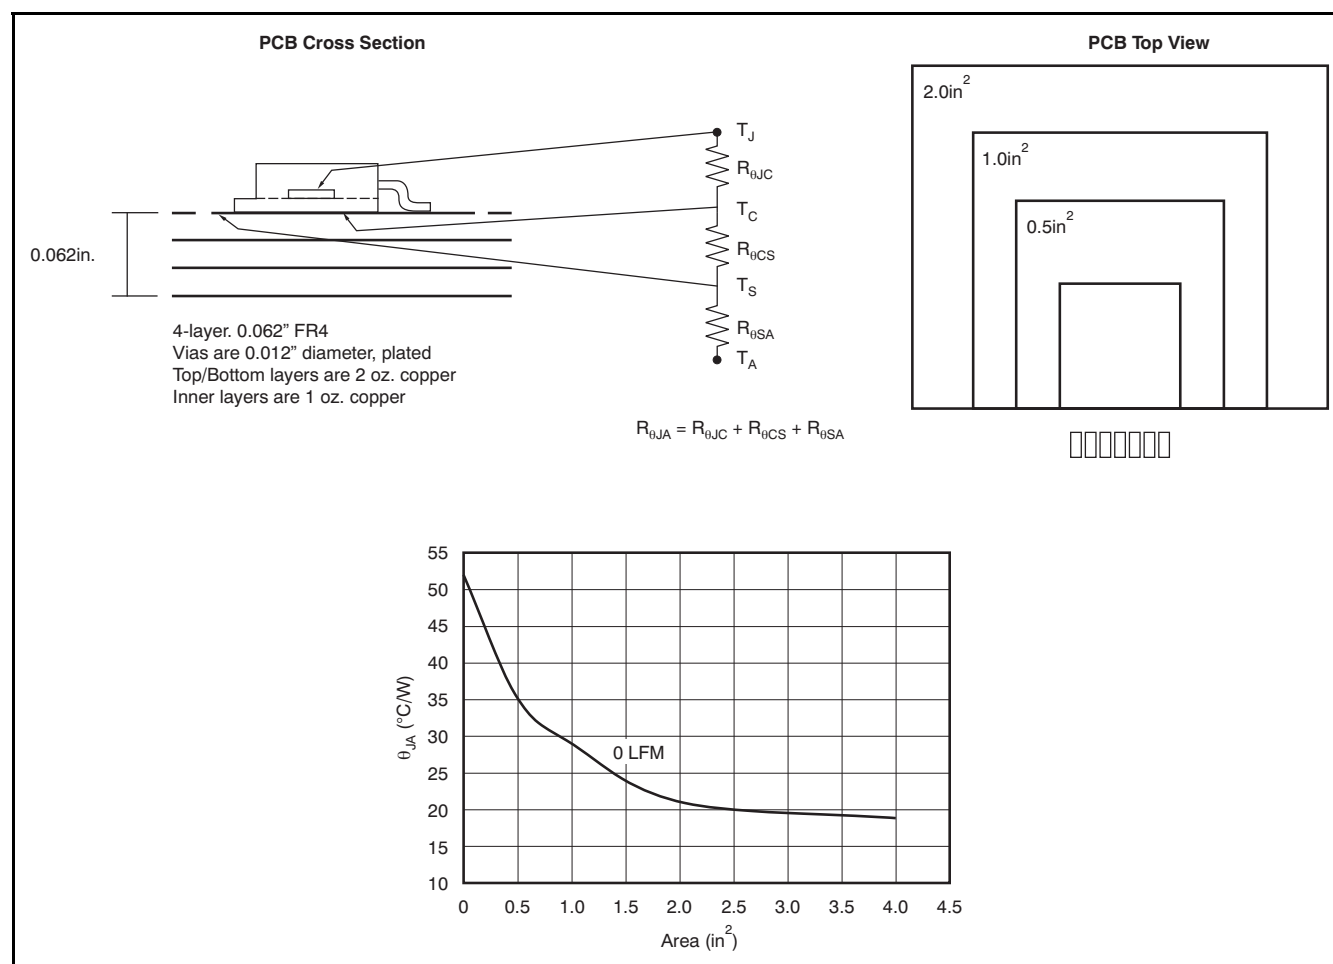 PCB Cross Section
PCB Top View
2.0in²
1.0in²
0.5in²
T_J
R_θJC
T_C
R_θCS
T_S
R_θSA
T_A
0.062in.
4-layer. 0.062” FR4
Vias are 0.012” diameter, plated
Top/Bottom layers are 2 oz. copper
Inner layers are 1 oz. copper
R_θJA = R_θJC + R_θCS + R_θSA
55
50
45
40
35
30
25
20
15
10
θ_JA (°C/W)
0 LFM
0 0.5 1.0 1.5 2.0 2.5 3.0 3.5 4.0 4.5
Area (in²)